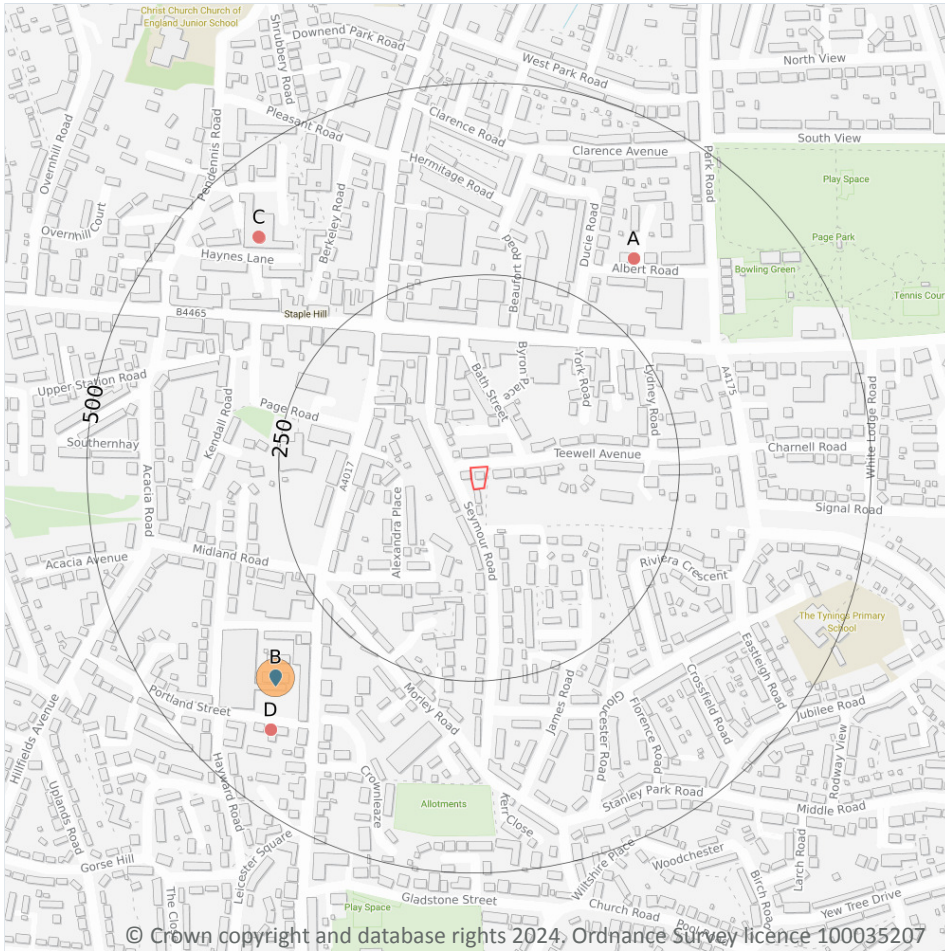 Christ Church Church of
England Junior School
Shrubbery Road
Downend Park Road
West Park Road
North View
Overnhill Road
Pendennis Road
Pleasant Road
Clarence Road
Clarence Avenue
South View
Park Road
Hermitage Road
Play Space
Overnhill Court
C
Berkeley Road
Haynes Lane
Beaufort Road
Ducie Road
A
Albert Road
Page Park
Bowling Green
Tennis Cour
B4465
Staple Hill
Upper Station Road
500
Southernhay
Kendall Road
Page Road
250
Bath Street
Byron Place
York Road
Lydney Road
A4175
White Lodge Road
Teewell Avenue
Charnell Road
Signal Road
Acacia Road
A4017
Alexandra Place
Seymour Road
Acacia Avenue
Midland Road
Riviera Crescent
The Tynings Primary
School
B
Portland Street
D
Morley Road
James Road
Gloucester Road
Florence Road
Crossfield Road
Eastleigh Road
Jubilee Road
Hillfields Avenue
Uplands Road
Hayward Road
Crownleaze
Allotments
Kerr Close
Stanley Park Road
Rodway View
Middle Road
Gorse Hill
The Clo
Leicester Square
Wiltshire Place
Woodchester
Larch Road
Birch Roa
Gladstone Street
Play Space
Church Road
Yew Tree Drive
© Crown copyright and database rights 2024, Ordnance Survey licence 100035207